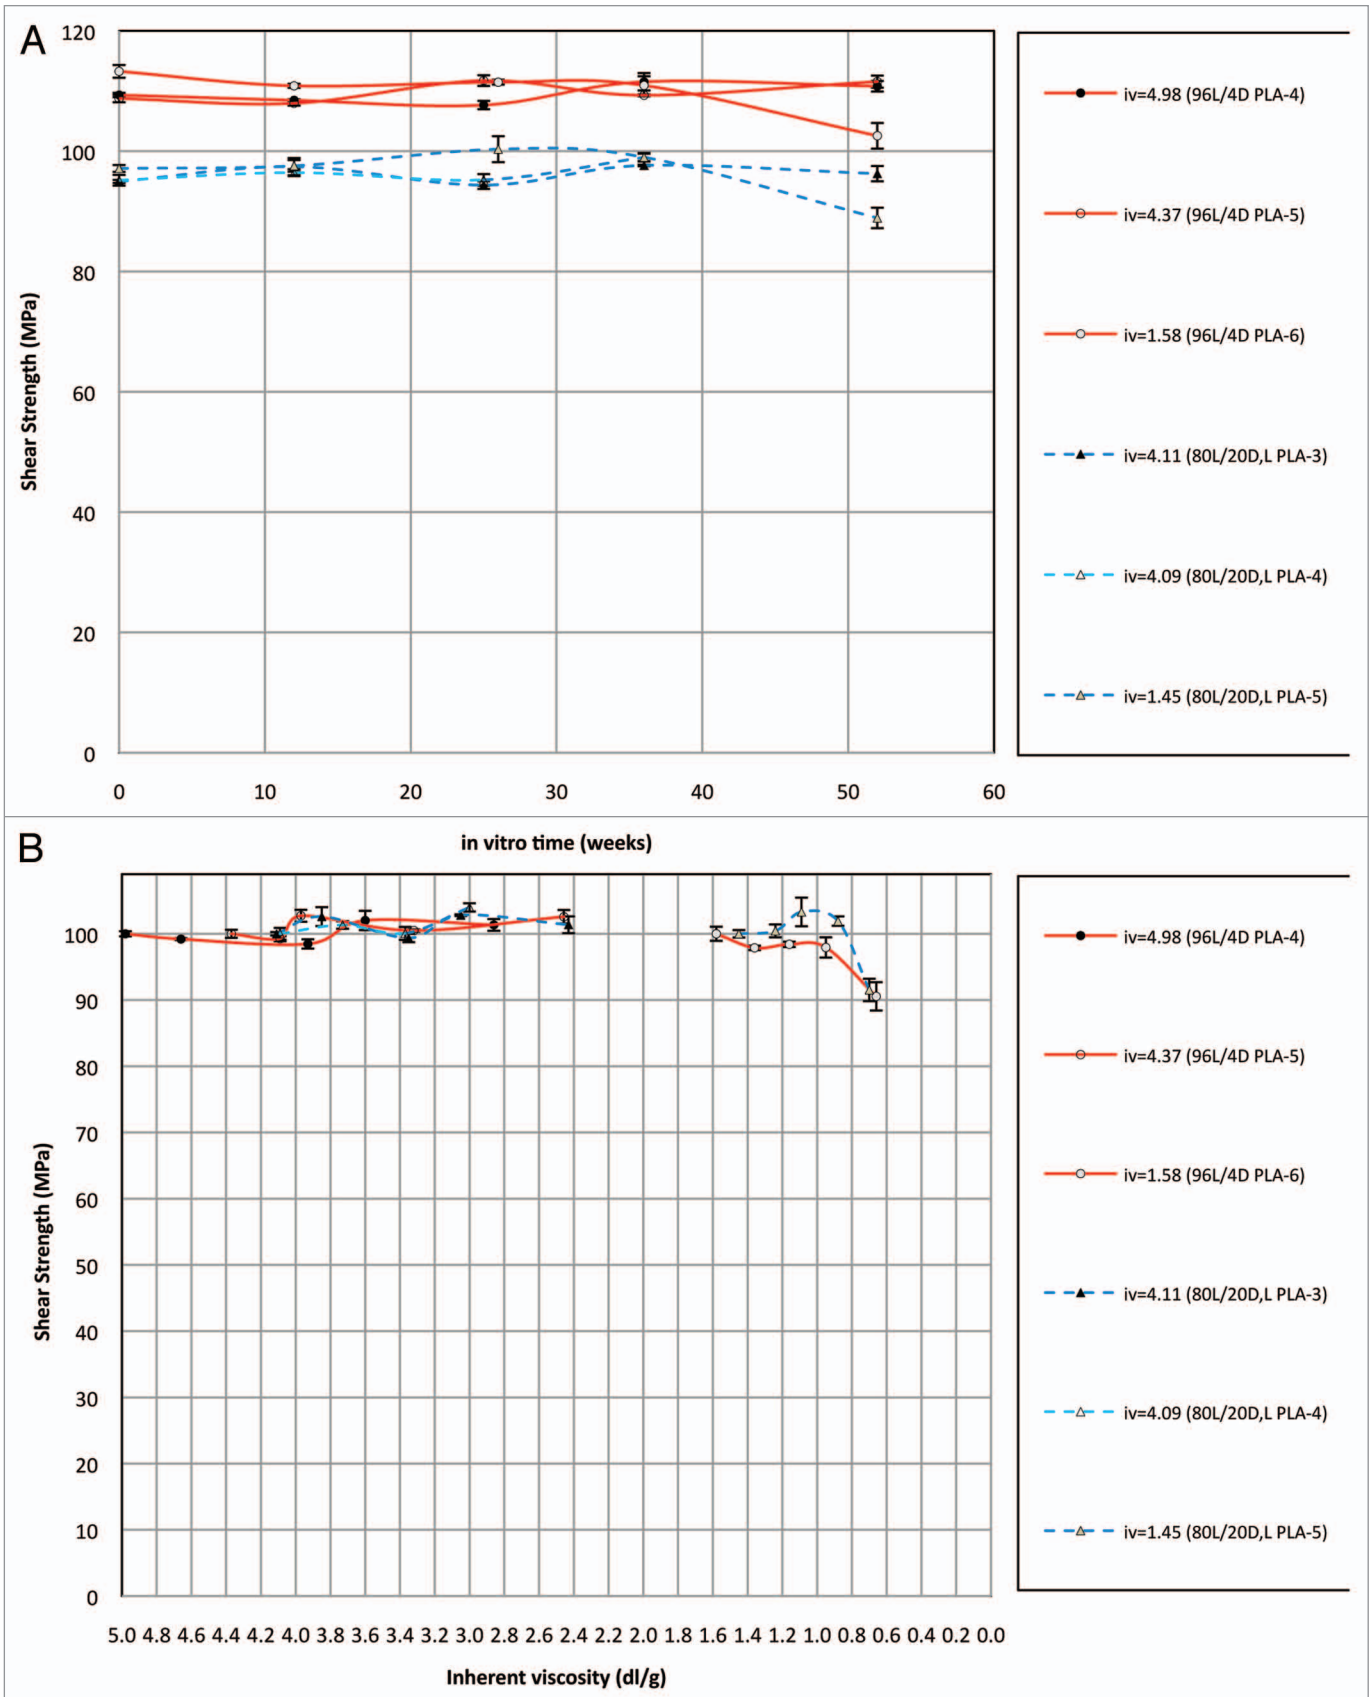 A
120
100
80
60
40
20
0
Shear Strength (MPa)
0 10 20 30 40 50 60
in vitro time (weeks)
iv=4.98 (96L/4D PLA-4)
iv=4.37 (96L/4D PLA-5)
iv=1.58 (96L/4D PLA-6)
iv=4.11 (80L/20D,L PLA-3)
iv=4.09 (80L/20D,L PLA-4)
iv=1.45 (80L/20D,L PLA-5)
B
100
90
80
70
60
50
40
30
20
10
0
Shear Strength (MPa)
5.0 4.8 4.6 4.4 4.2 4.0 3.8 3.6 3.4 3.2 3.0 2.8 2.6 2.4 2.2 2.0 1.8 1.6 1.4 1.2 1.0 0.8 0.6 0.4 0.2 0.0
Inherent viscosity (dl/g)
iv=4.98 (96L/4D PLA-4)
iv=4.37 (96L/4D PLA-5)
iv=1.58 (96L/4D PLA-6)
iv=4.11 (80L/20D,L PLA-3)
iv=4.09 (80L/20D,L PLA-4)
iv=1.45 (80L/20D,L PLA-5)